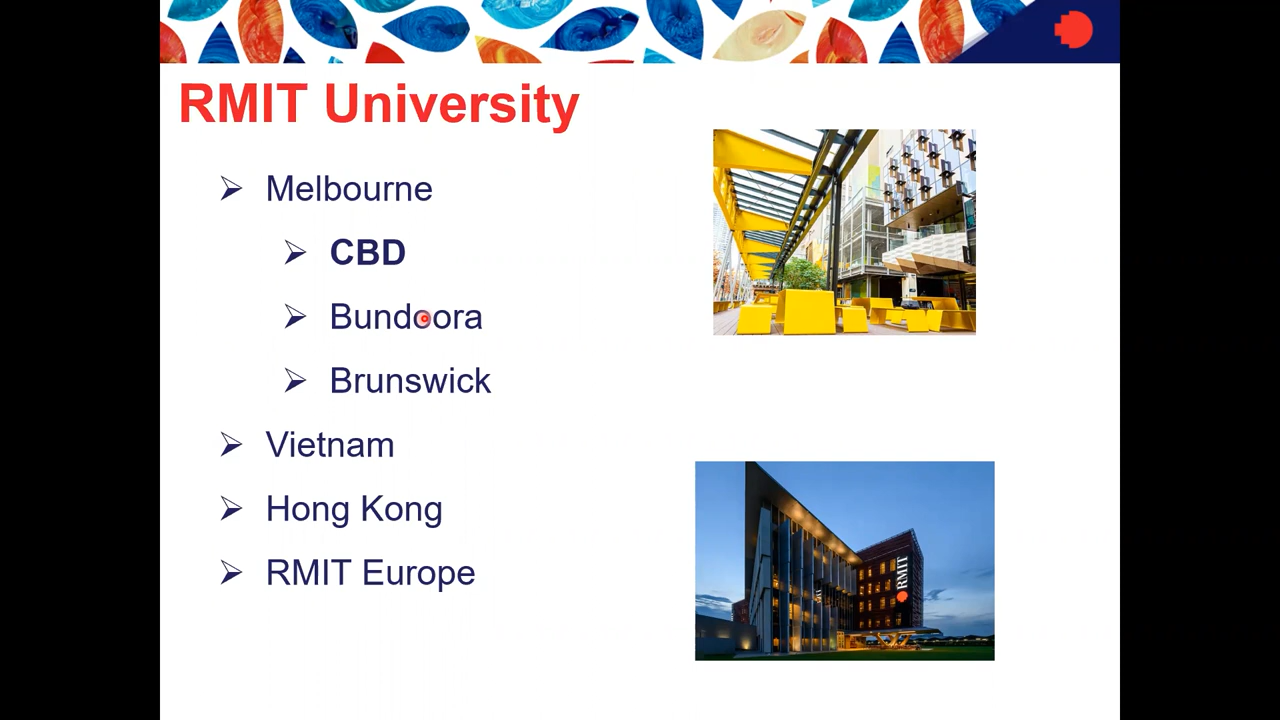 RMIT University
Melbourne
CBD
Bundoora
Brunswick
Vietnam
Hong Kong
RMIT Europe
RMIT